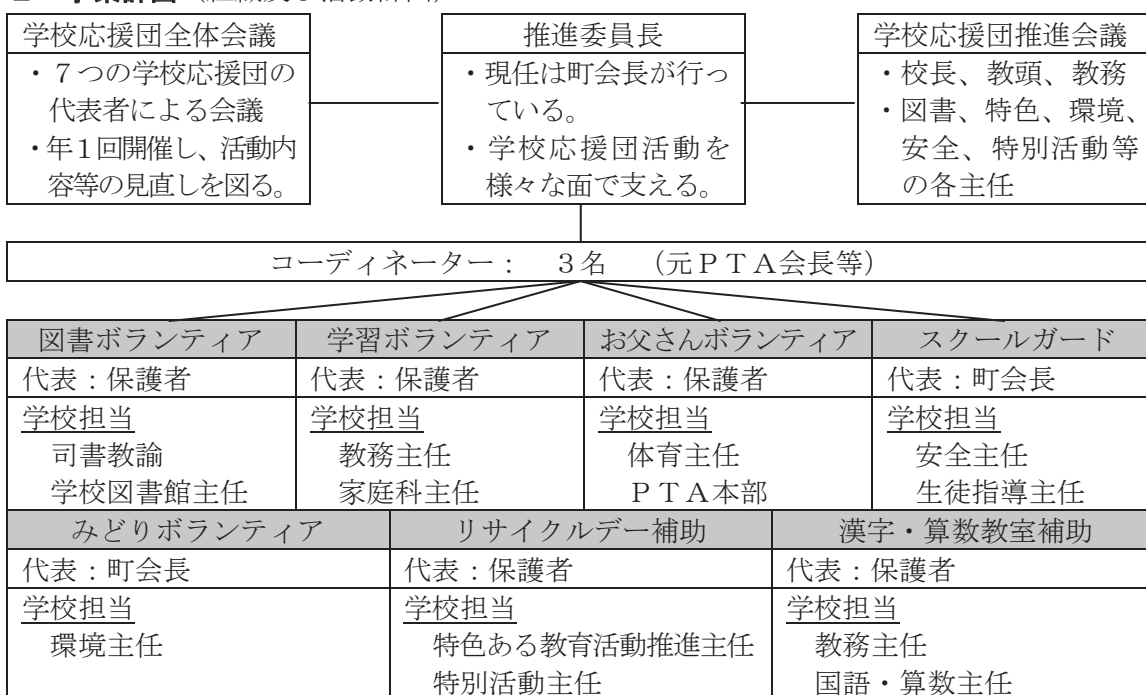 学校応援団全体会議
・７つの学校応援団の
代表者による会議
・年１回開催し、活動内
容等の見直しを図る。
推進委員長
・現任は町会長が行っ
ている。
・学校応援団活動を
様々な面で支える。
学校応援団推進会議
・校長、教頭、教務
・図書、特色、環境、
安全、特別活動等
の各主任
コーディネーター：　３名　（元ＰＴＡ会長等）
図書ボランティア
代表：保護者
学校担当
司書教諭
学校図書館主任
学習ボランティア
代表：保護者
学校担当
教務主任
家庭科主任
お父さんボランティア
代表：保護者
学校担当
体育主任
ＰＴＡ本部
スクールガード
代表：町会長
学校担当
安全主任
生徒指導主任
みどりボランティア
代表：町会長
学校担当
環境主任
リサイクルデー補助
代表：保護者
学校担当
特色ある教育活動推進主任
特別活動主任
漢字・算数教室補助
代表：保護者
学校担当
教務主任
国語・算数主任